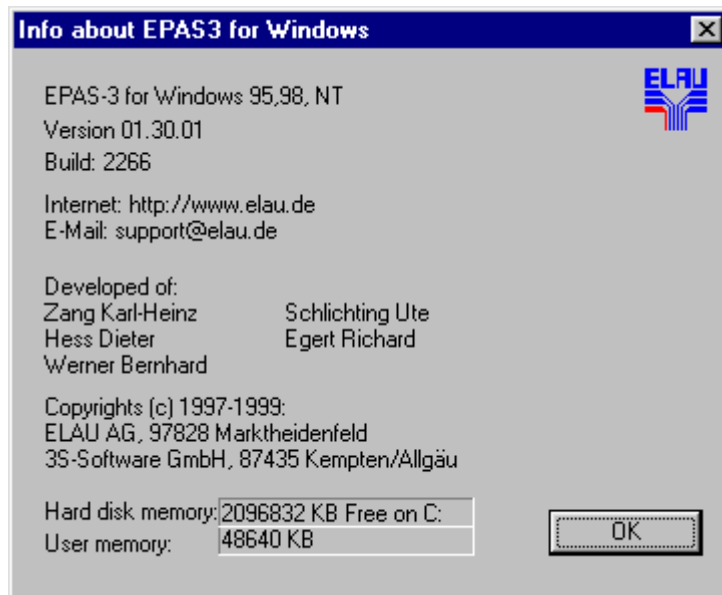 Info about EPAS3 for Windows
ELAU
EPAS-3 for Windows 95,98, NT
Version 01.30.01
Build: 2266
Internet: http://www.elau.de
E-Mail: support@elau.de
Developed of:
Zang Karl-Heinz Schlichting Ute
Hess Dieter Egert Richard
Werner Bernhard
Copyrights (c) 1997-1999:
ELAU AG, 97828 Marktheidenfeld
3S-Software GmbH, 87435 Kempten/Allgäu
Hard disk memory: 2096832 KB Free on C:
User memory: 48640 KB
OK